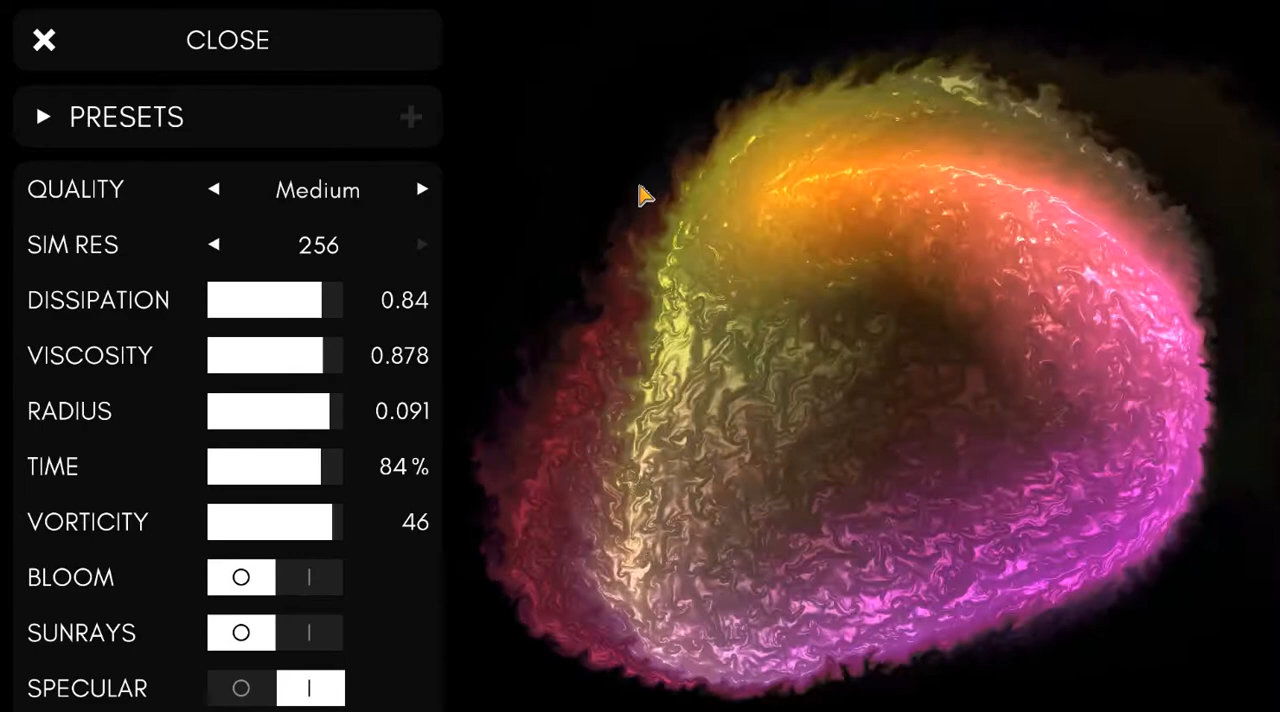 CLOSE
PRESETS
QUALITY Medium
SIM RES 256
DISSIPATION 0.84
VISCOSITY 0.878
RADIUS 0.091
TIME 84%
VORTICITY 46
BLOOM
SUNRAYS
SPECULAR